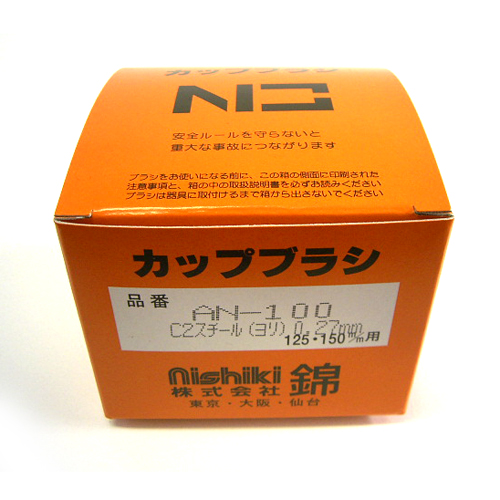 カップブラシ
安全ルールを守らないと
重大な事故につながります
ブラシをお使いになる前に、この箱の側面に印刷された
注意事項と、箱の中の取扱説明書を必ずお読みください
ブラシは器具に取付けるまで箱から出さないでください
カップブラシ
品番
AN-100
C2スチール(ヨリ)0.27mm
125・150m/m用
nishiki
株式会社 錦
東京・大阪・仙台